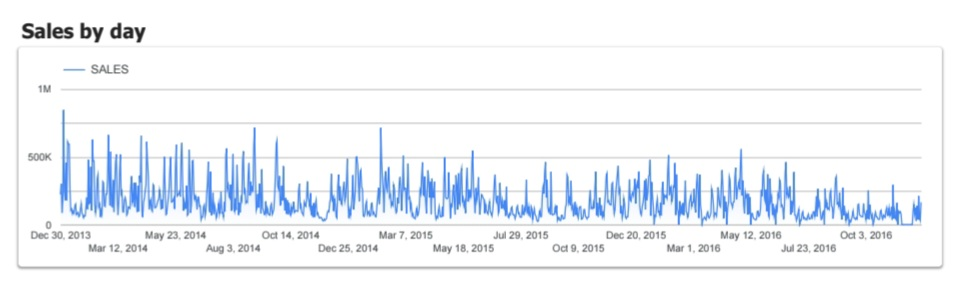 Sales by day
SALES
1M
500K
0
Dec 30, 2013 May 23, 2014 Oct 14, 2014 Mar 7, 2015 Jul 29, 2015 Dec 20, 2015 May 12, 2016 Oct 3, 2016
Mar 12, 2014 Aug 3, 2014 Dec 25, 2014 May 18, 2015 Oct 9, 2015 Mar 1, 2016 Jul 23, 2016